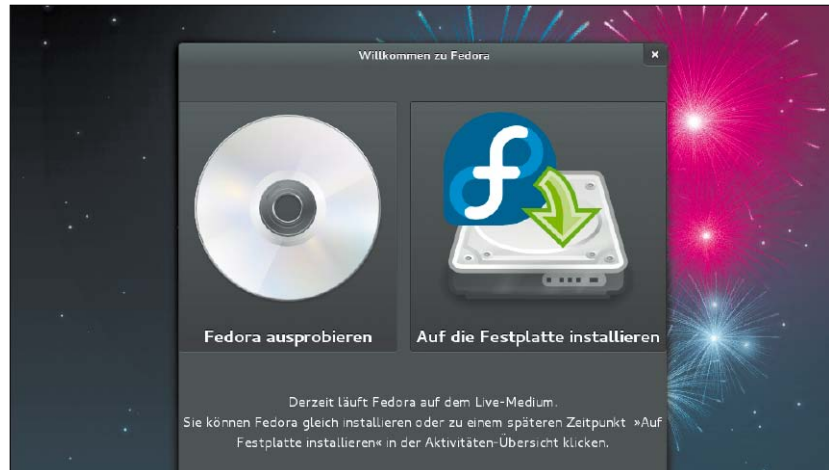 Willkommen zu Fedora
Fedora ausprobieren
Auf die Festplatte installieren
Derzeit läuft Fedora auf dem Live-Medium.
Sie können Fedora gleich installieren oder zu einem späteren Zeitpunkt »Auf
Festplatte installieren« in der Aktivitäten-Übersicht klicken.